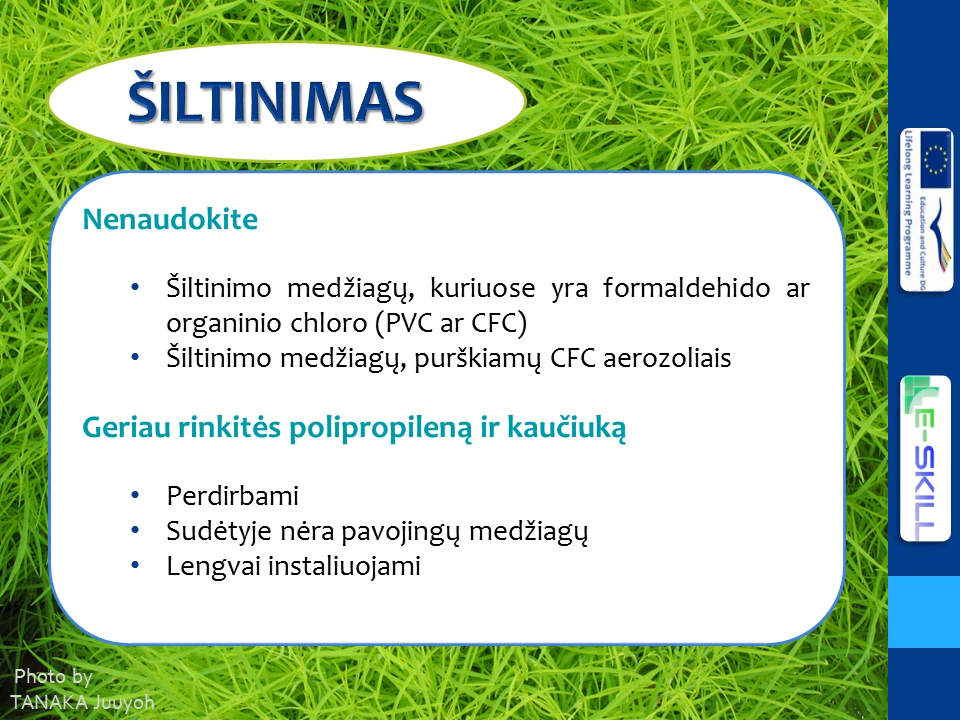 ŠILTINIMAS
Nenaudokite
• Šiltinimo medžiagų, kuriuose yra formaldehido ar
organinio chloro (PVC ar CFC)
• Šiltinimo medžiagų, purškiamų CFC aerozoliais
Geriau rinkitės polipropileną ir kaučiuką
• Perdirbami
• Sudėtyje nėra pavojingų medžiagų
• Lengvai instaliuojami
Photo by
TANAKA Juuyoh
Lifelong Learning Programme
Education and Culture DG
E-SKILL